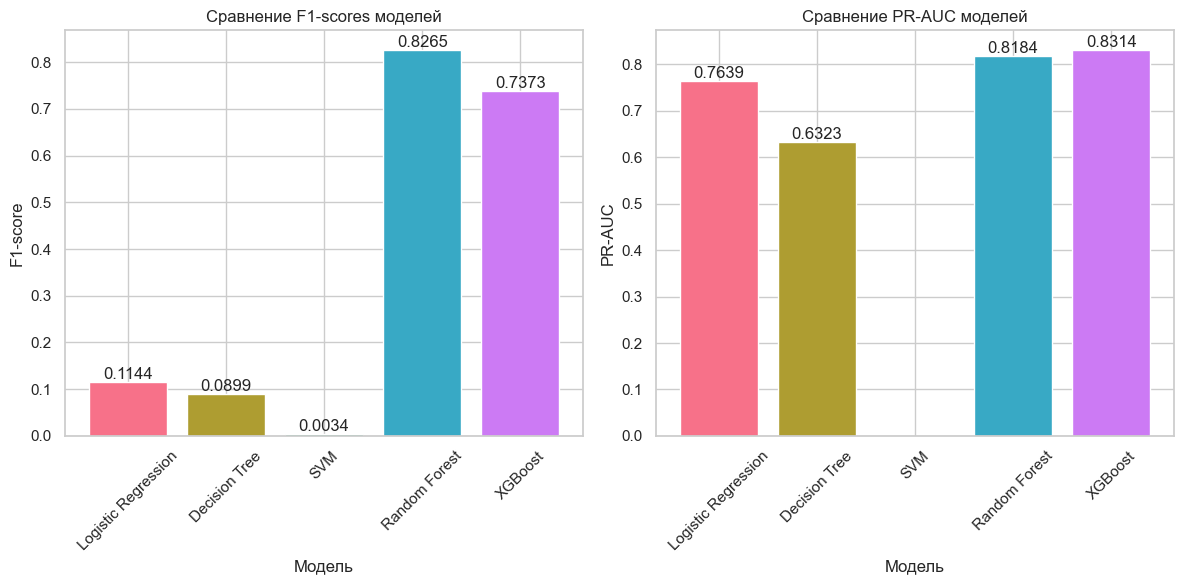 Сравнение F1-scores моделей
F1-score
0.8
0.7
0.6
0.5
0.4
0.3
0.2
0.1
0.0
0.1144
0.0899
0.0034
0.8265
0.7373
Logistic Regression
Decision Tree
SVM
Random Forest
XGBoost
Модель
Сравнение PR-AUC моделей
PR-AUC
0.8
0.7
0.6
0.5
0.4
0.3
0.2
0.1
0.0
0.7639
0.6323
0.8184
0.8314
Logistic Regression
Decision Tree
SVM
Random Forest
XGBoost
Модель